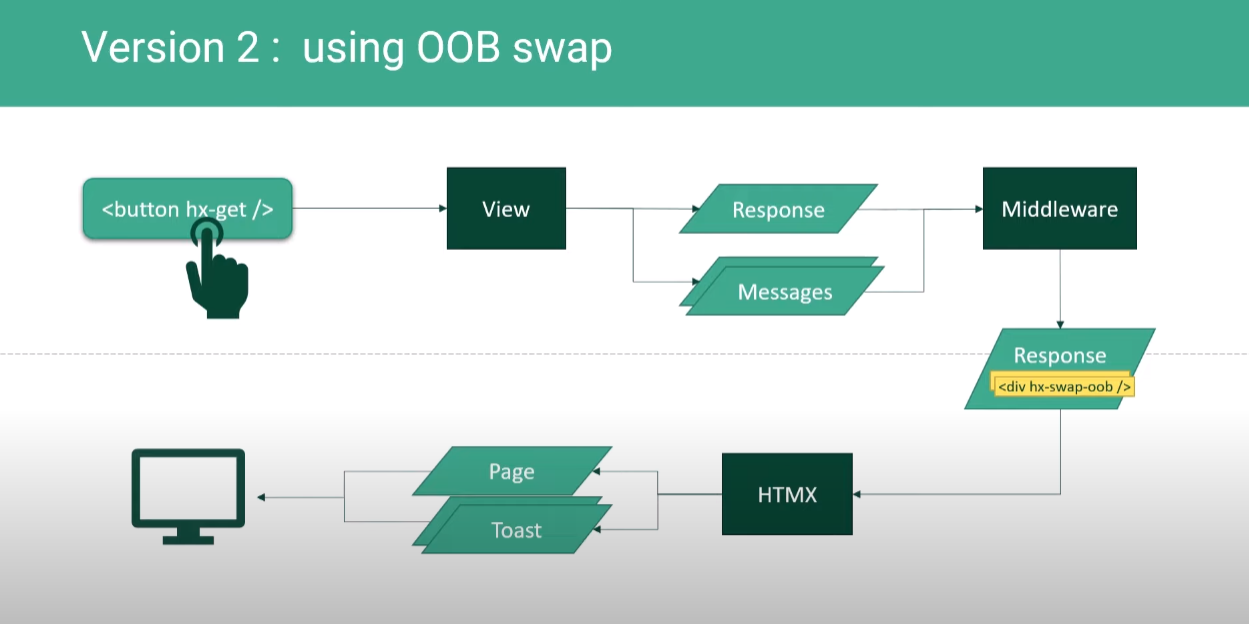 Version 2 :  using OOB swap
<button hx-get />
View
Response
Messages
Middleware
Response
<div hx-swap-oob />
HTMX
Page
Toast